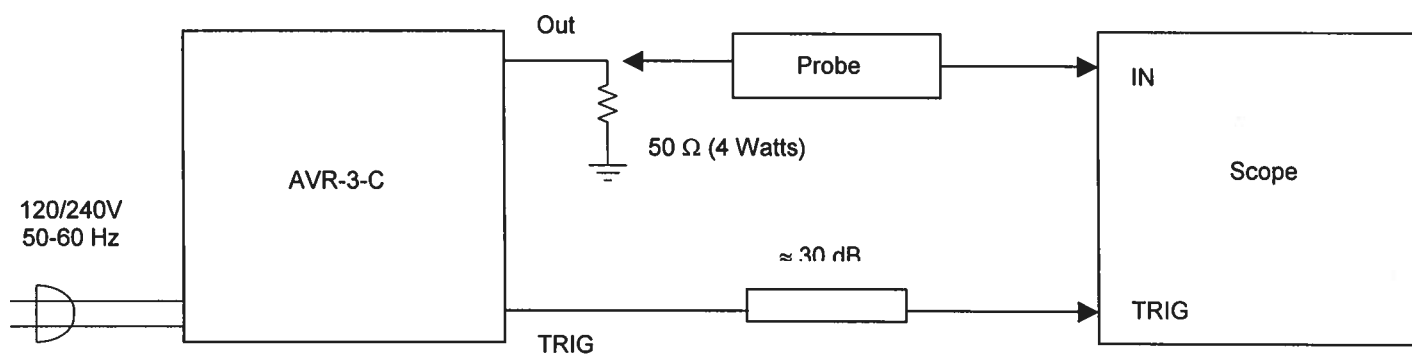 Out
Probe
IN
50 Ω (4 Watts)
AVR-3-C
Scope
120/240V
50-60 Hz
≈ 30 dB
TRIG
TRIG